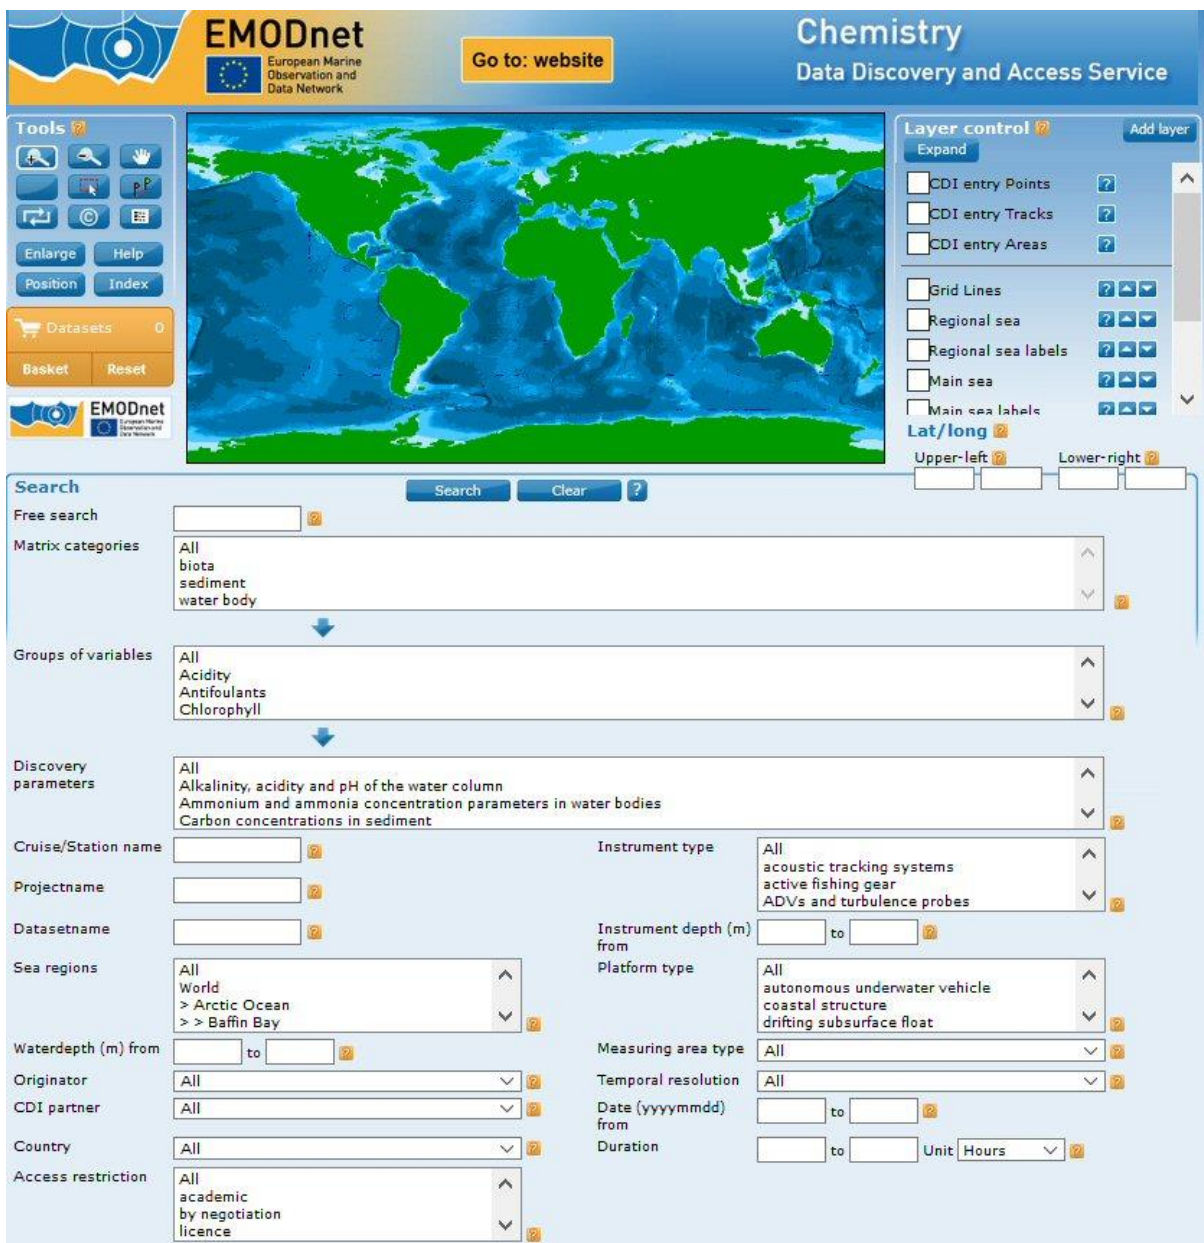 EMODnet
European Marine
Observation and
Data Network
Go to: website
Chemistry
Data Discovery and Access Service
Tools ?
P P
©
Enlarge Help
Position Index
Datasets 0
Basket Reset
EMODnet
Layer control ? Add layer
Expand
CDI entry Points ?
CDI entry Tracks ?
CDI entry Areas ?
Grid Lines ?
Regional sea ?
Regional sea labels ?
Main sea ?
Main sea labels ?
Lat/long ?
Upper-left ? Lower-right ?
Search
Search Clear ?
Free search ?
Matrix categories
All
biota
sediment
water body
?
Groups of variables
All
Acidity
Antifoulants
Chlorophyll
?
Discovery
parameters
All
Alkalinity, acidity and pH of the water column
Ammonium and ammonia concentration parameters in water bodies
Carbon concentrations in sediment
?
Cruise/Station name ?
Projectname ?
Datasetname ?
Instrument type
All
acoustic tracking systems
active fishing gear
ADVs and turbulence probes
?
Instrument depth (m)
from
to ?
Sea regions
All
World
> Arctic Ocean
> > Baffin Bay
?
Platform type
All
autonomous underwater vehicle
coastal structure
drifting subsurface float
?
Waterdepth (m) from to ?
Measuring area type All ?
Originator All ?
Temporal resolution All ?
CDI partner All ?
Date (yyyymmdd)
from
to ?
Country All ?
Duration to Unit Hours ?
Access restriction
All
academic
by negotiation
licence
?